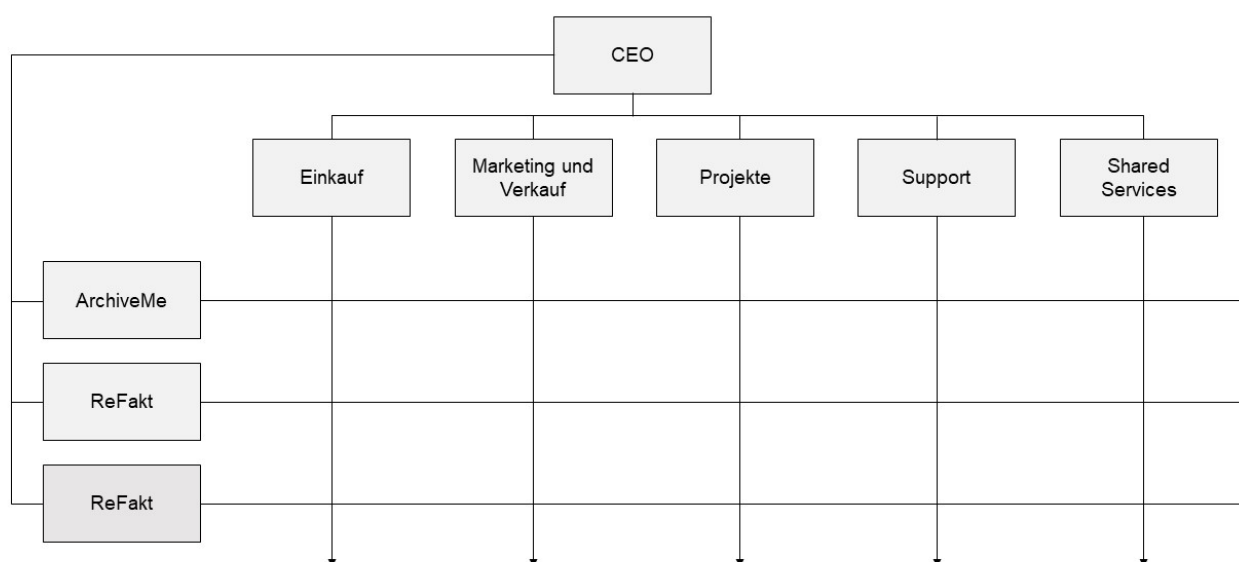 CEO
Einkauf
Marketing und
Verkauf
Projekte
Support
Shared
Services
ArchiveMe
ReFakt
ReFakt